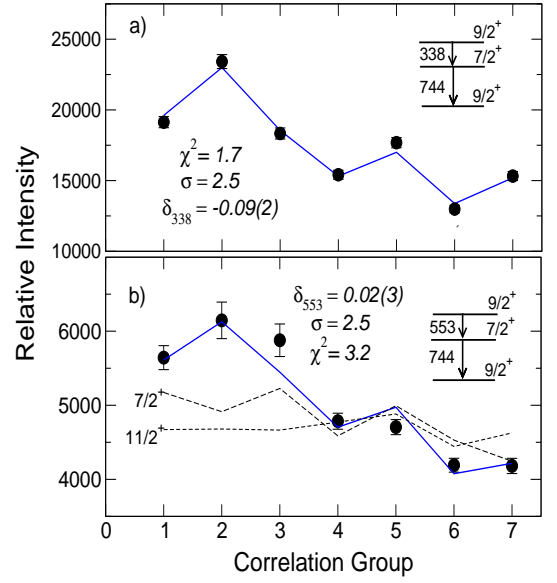 Relative Intensity
25000
20000
15000
10000
a)
χ² = 1.7
σ = 2.5
δ₃₃₈ = -0.09(2)
9/2⁺
338
7/2⁺
744
9/2⁺
6000
5000
4000
b)
δ₅₅₃ = 0.02(3)
σ = 2.5
χ² = 3.2
9/2⁺
553
7/2⁺
744
9/2⁺
7/2⁺
11/2⁺
0 1 2 3 4 5 6 7
Correlation Group